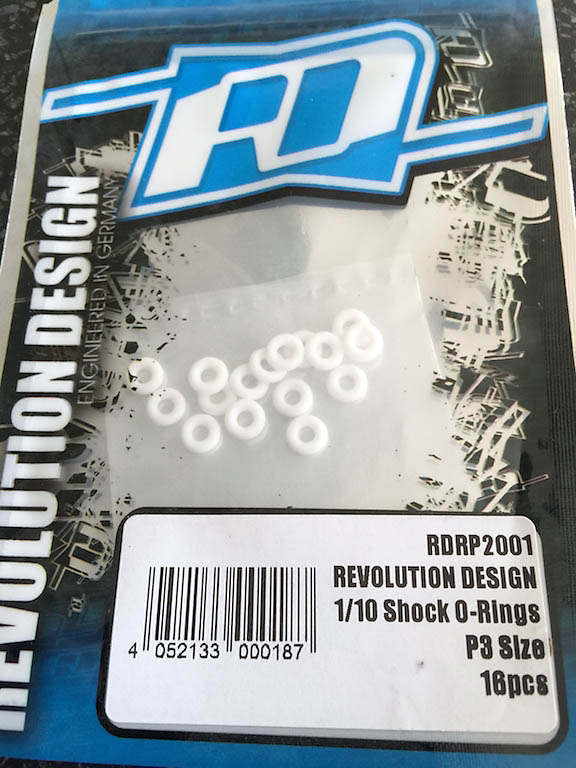 RD
REVOLUTION DESIGN
ENGINEERED IN GERMANY
RDRP2001
REVOLUTION DESIGN
1/10 Shock O-Rings
P3 Size
16pcs
4 052133 000187